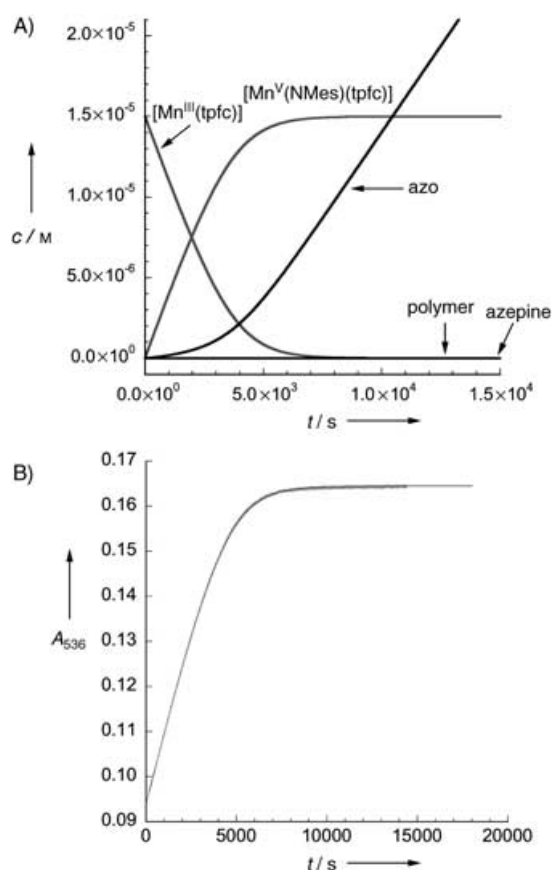 A)
2.0×10⁻⁵
[Mn^V(NMes)(tpfc)]
[Mn^III(tpfc)]
1.5×10⁻⁵
1.0×10⁻⁵
azo
c / M
5.0×10⁻⁶
polymer
azepine
0.0×10⁰
0.0×10⁰ 5.0×10³ 1.0×10⁴ 1.5×10⁴
t / s
B)
0.17
0.16
0.15
0.14
A₅₃₆
0.13
0.12
0.11
0.10
0.09
0 5000 10000 15000 20000
t / s